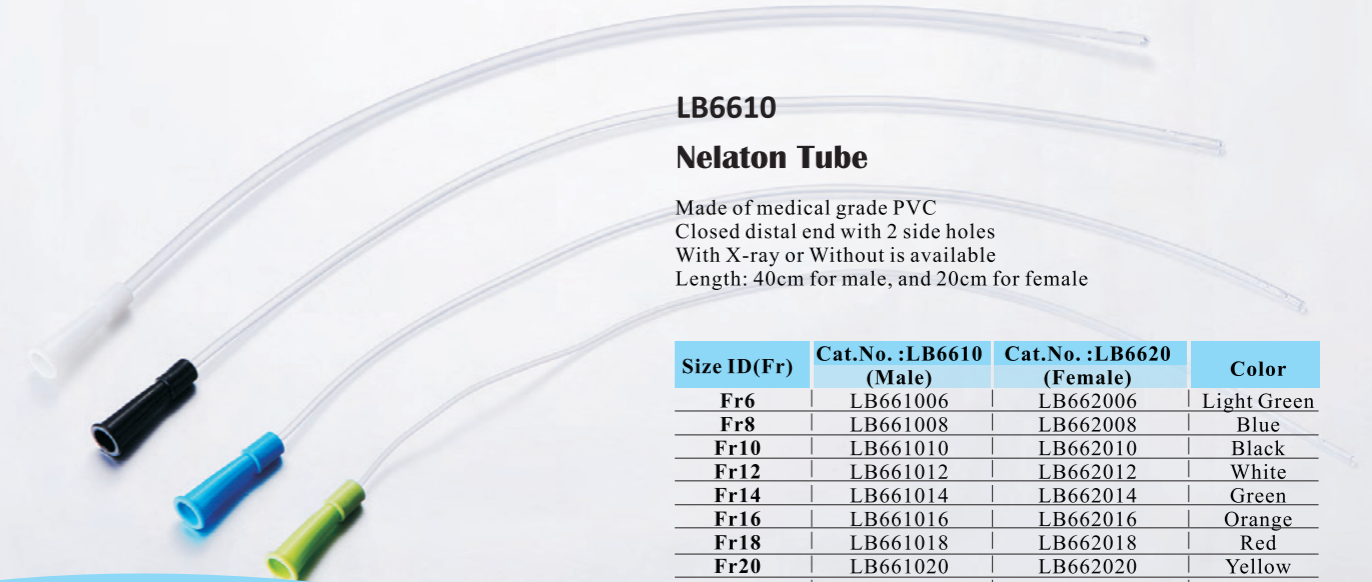 LB6610
Nelaton Tube
Made of medical grade PVC
Closed distal end with 2 side holes
With X-ray or Without is available
Length: 40cm for male, and 20cm for female
Size ID(Fr) Cat.No. :LB6610 (Male) Cat.No. :LB6620 (Female) Color
Fr6 LB661006 LB662006 Light Green
Fr8 LB661008 LB662008 Blue
Fr10 LB661010 LB662010 Black
Fr12 LB661012 LB662012 White
Fr14 LB661014 LB662014 Green
Fr16 LB661016 LB662016 Orange
Fr18 LB661018 LB662018 Red
Fr20 LB661020 LB662020 Yellow